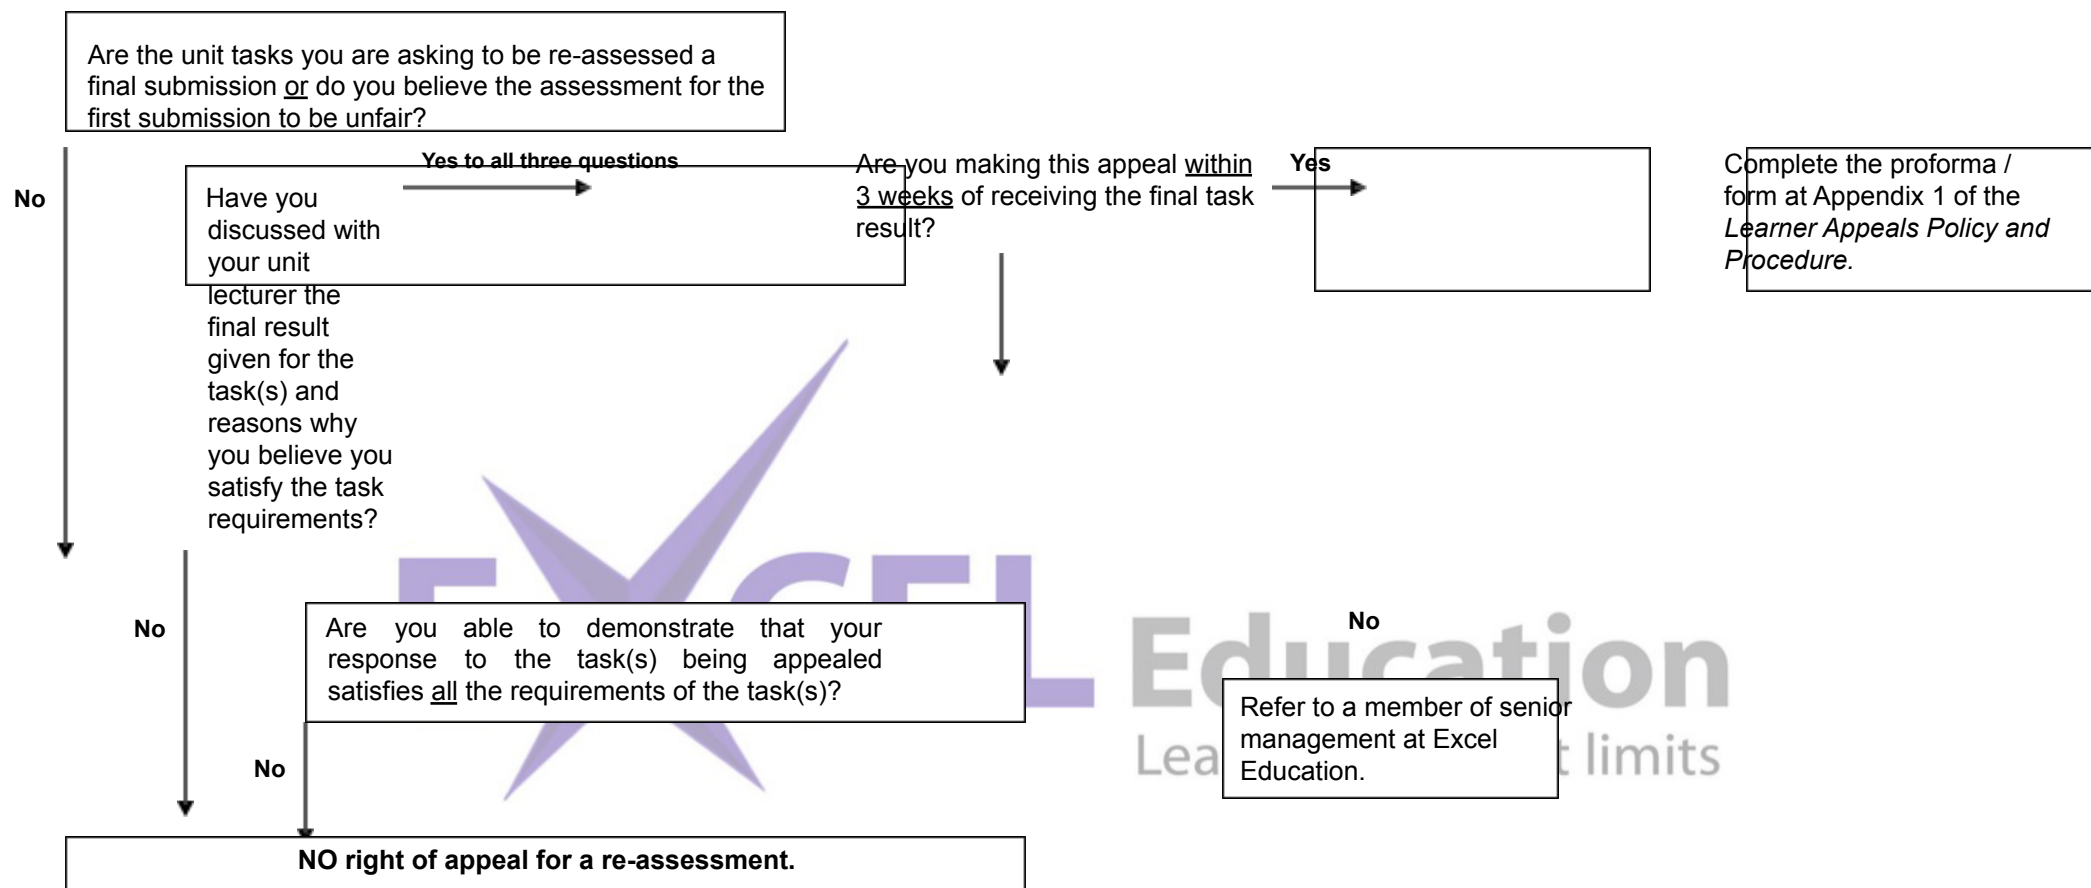 Are the unit tasks you are asking to be re-assessed a
final submission or do you believe the assessment for the
first submission to be unfair?
No
Have you
discussed with
your unit
lecturer the
final result
given for the
task(s) and
reasons why
you believe you
satisfy the task
requirements?
Yes to all three questions
Are you making this appeal within
3 weeks of receiving the final task
result?
Yes
Complete the proforma /
form at Appendix 1 of the
Learner Appeals Policy and
Procedure.
No
Are you able to demonstrate that your
response to the task(s) being appealed
satisfies all the requirements of the task(s)?
No
Education
No
Refer to a member of senior
management at Excel
Education.
limits
NO right of appeal for a re-assessment.